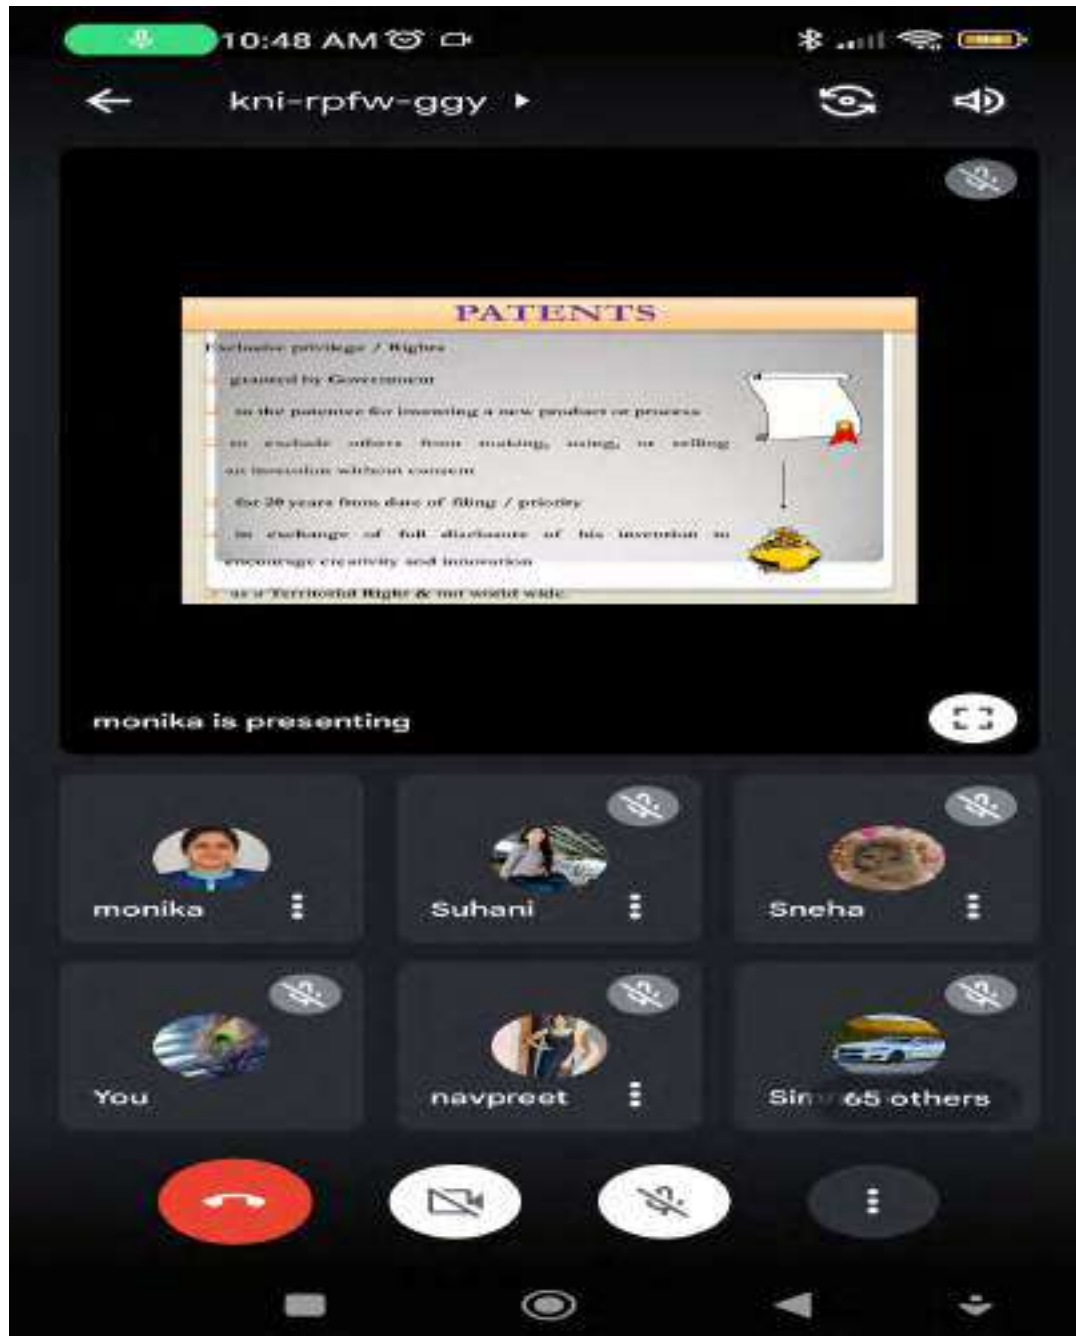 10:48 AM
kni-rpfw-ggy
PATENTS
Exclusive privilege / Rights
granted by Government
to the patentee for inventing a new product or process
to exclude others from making, using, or selling
an invention without consent
for 20 years from date of filing / priority
in exchange of full disclosure of his invention to
encourage creativity and innovation
as a Territorial Right & not world wide.
monika is presenting
monika
Suhani
Sneha
You
navpreet
65 others